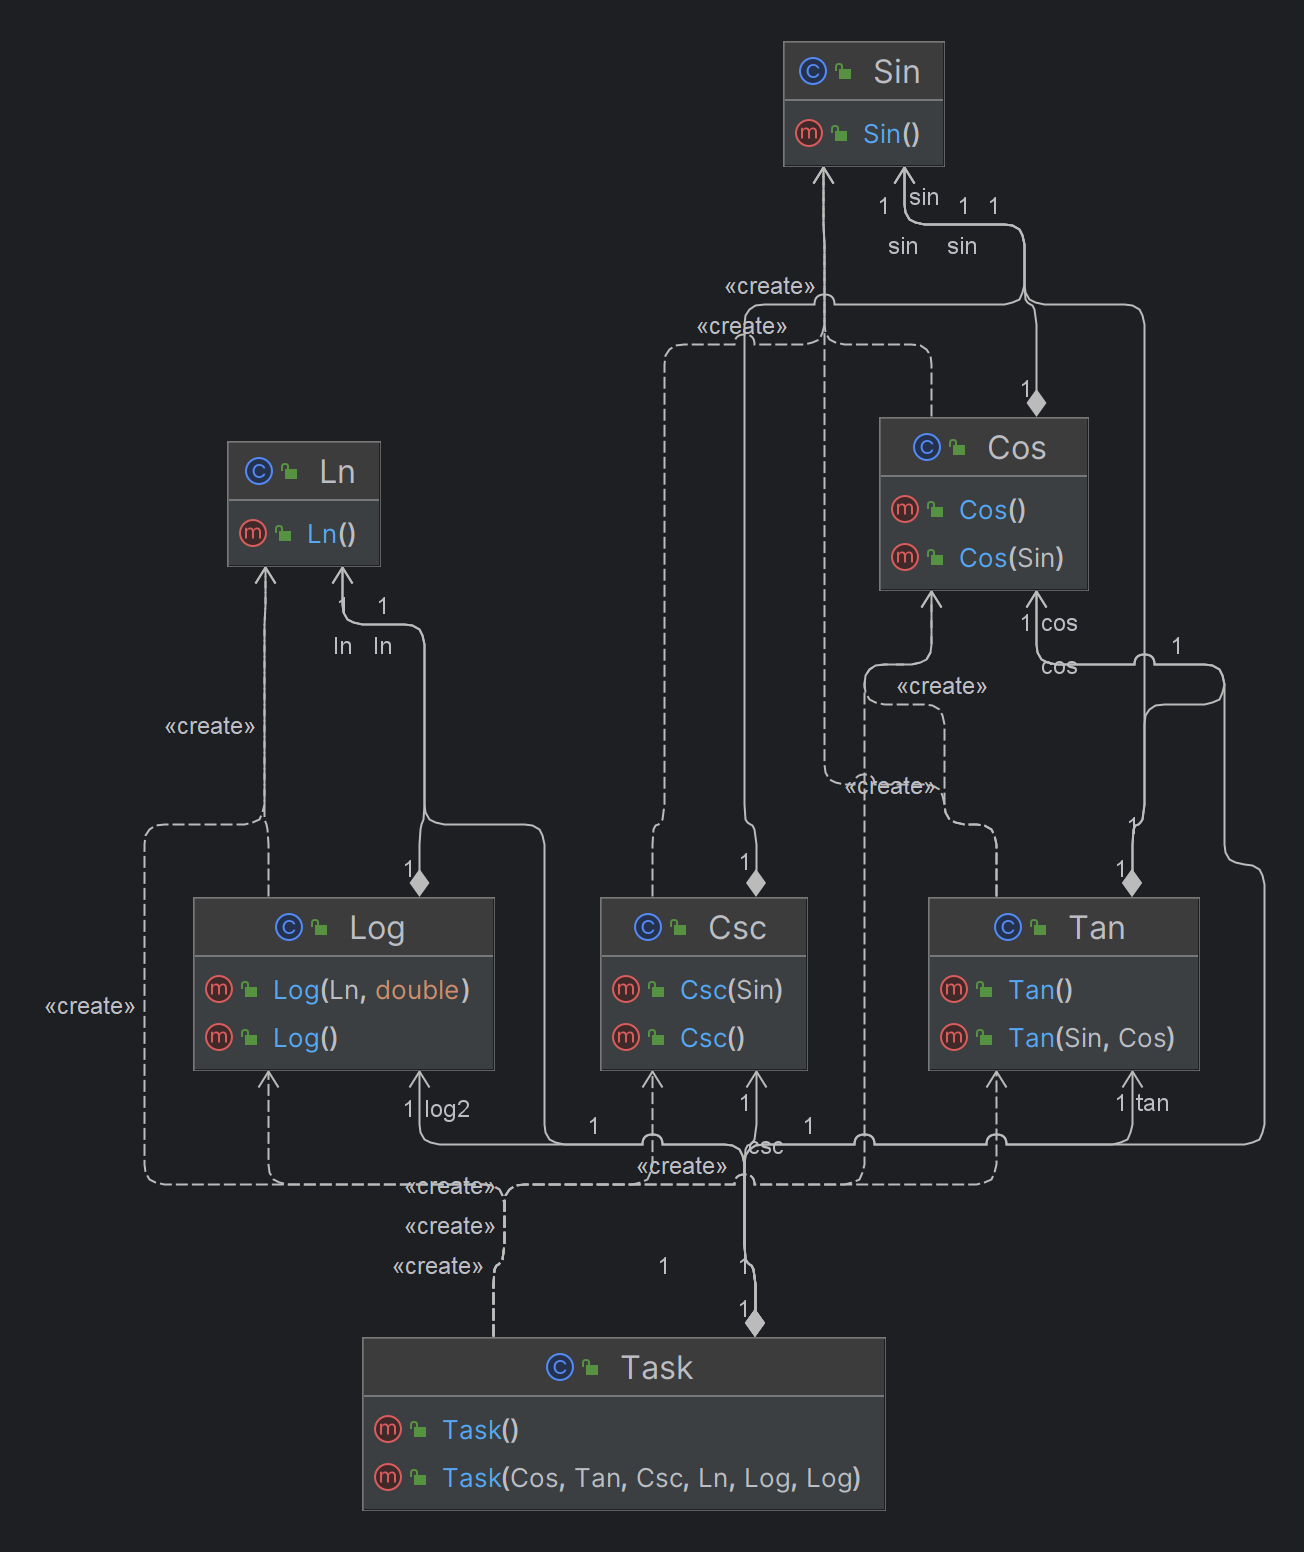 Sin
Sin()
1 sin 1 1
sin sin
«create»
«create»
1
Cos
Cos()
Cos(Sin)
Ln
Ln()
1 1
ln ln
1 cos
cos
1
«create»
«create»
«create»
1
1 1 1
Log
Log(Ln, double)
Log()
Csc
Csc(Sin)
Csc()
Tan
Tan()
Tan(Sin, Cos)
«create»
1 log2
1
1 tan
1 1
csc
«create»
«create»
«create»
«create»
1 1
1
Task
Task()
Task(Cos, Tan, Csc, Ln, Log, Log)